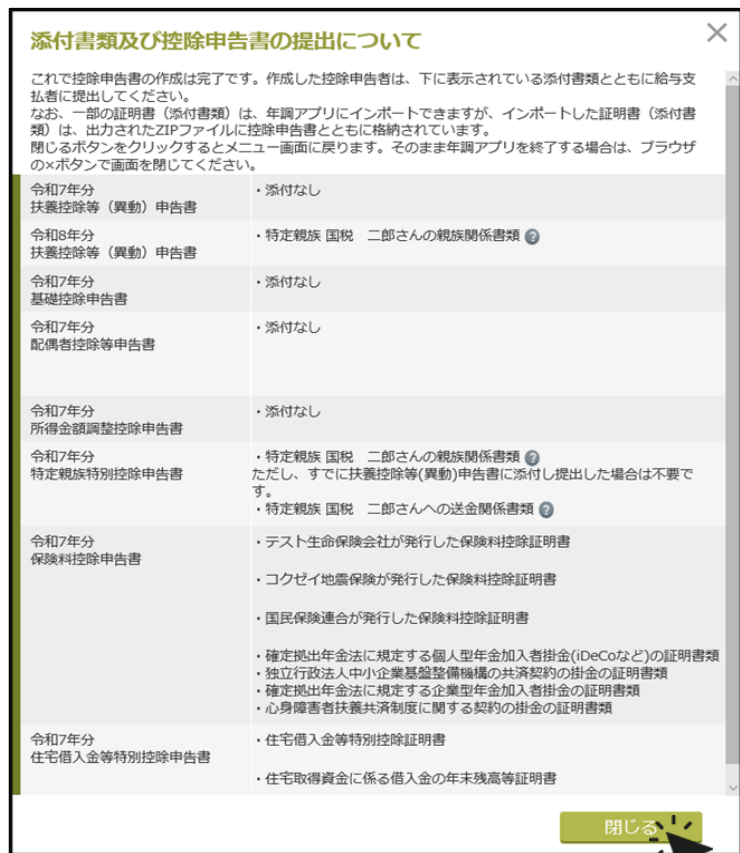 添付書類及び控除申告書の提出について
これで控除申告書の作成は完了です。作成した控除申告者は、下に表示されている添付書類とともに給与支
払者に提出してください。
なお、一部の証明書（添付書類）は、年調アプリにインポートできますが、インポートした証明書（添付書
類）は、出力されたZIPファイルに控除申告書とともに格納されています。
閉じるボタンをクリックするとメニュー画面に戻ります。そのまま年調アプリを終了する場合は、ブラウザ
の×ボタンで画面を閉じてください。
令和7年分
扶養控除等（異動）申告書
・添付なし
令和8年分
扶養控除等（異動）申告書
・特定親族 国税　二郎さんの親族関係書類 ?
令和7年分
基礎控除申告書
・添付なし
令和7年分
配偶者控除等申告書
・添付なし
令和7年分
所得金額調整控除申告書
・添付なし
令和7年分
特定親族特別控除申告書
・特定親族 国税　二郎さんの親族関係書類 ?
ただし、すでに扶養控除等(異動)申告書に添付し提出した場合は不要で
す。
・特定親族 国税　二郎さんへの送金関係書類 ?
令和7年分
保険料控除申告書
・テスト生命保険会社が発行した保険料控除証明書
・コクゼイ地震保険が発行した保険料控除証明書
・国民保険連合が発行した保険料控除証明書
・確定拠出年金法に規定する個人型年金加入者掛金(iDeCoなど)の証明書類
・独立行政法人中小企業基盤整備機構の共済契約の掛金の証明書類
・確定拠出年金法に規定する企業型年金加入者掛金の証明書類
・心身障害者扶養共済制度に関する契約の掛金の証明書類
令和7年分
住宅借入金等特別控除申告書
・住宅借入金等特別控除証明書
・住宅取得資金に係る借入金の年末残高等証明書
閉じる